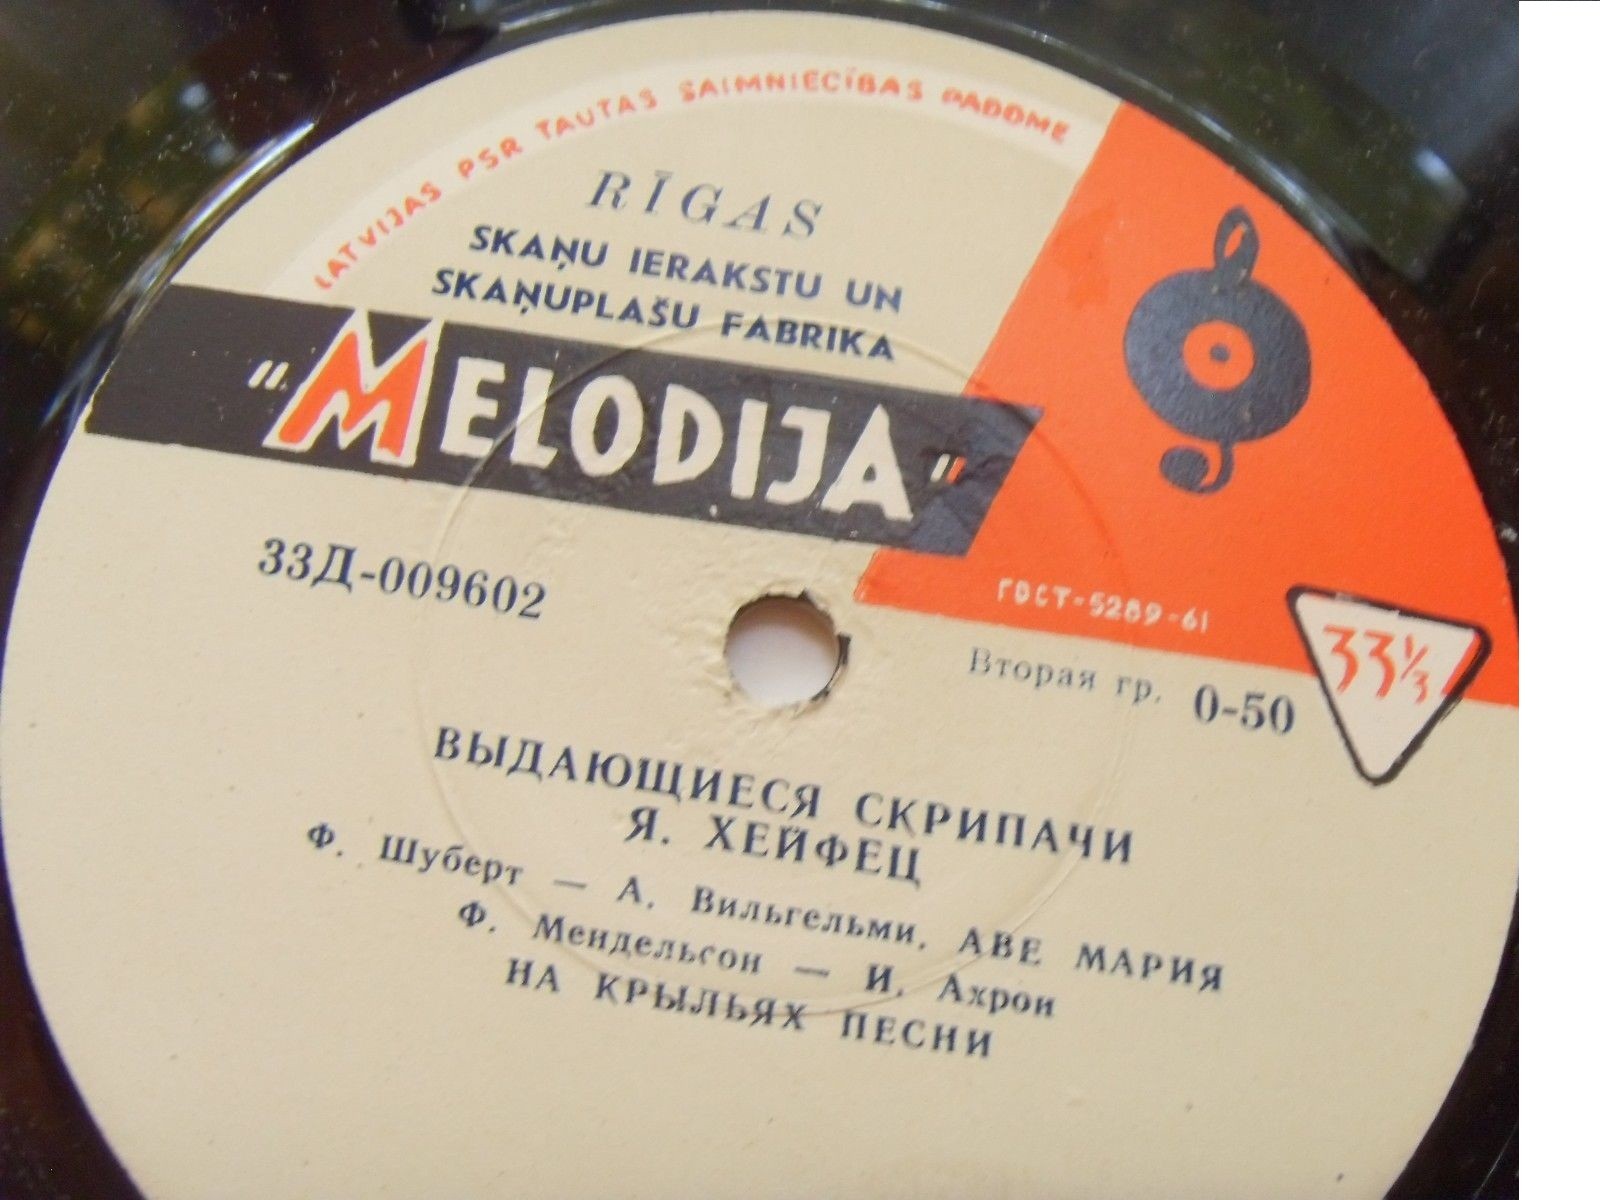 LATVIJAS PSR TAUTAS SAIMNIECĪBAS PADOME
RĪGAS
SKAŅU IERAKSTU UN
SKAŅUPLAŠU FABRIKA
"MELODIJA"
33Д-009602
ГОСТ-5289-61
33⅓
Вторая гр. 0-50
ВЫДАЮЩИЕСЯ СКРИПАЧИ
Я. ХЕЙФЕЦ
Ф. Шуберт — А. Вильгельми. АВЕ МАРИЯ
Ф. Мендельсон — И. Ахрон
НА КРЫЛЬЯХ ПЕСНИ